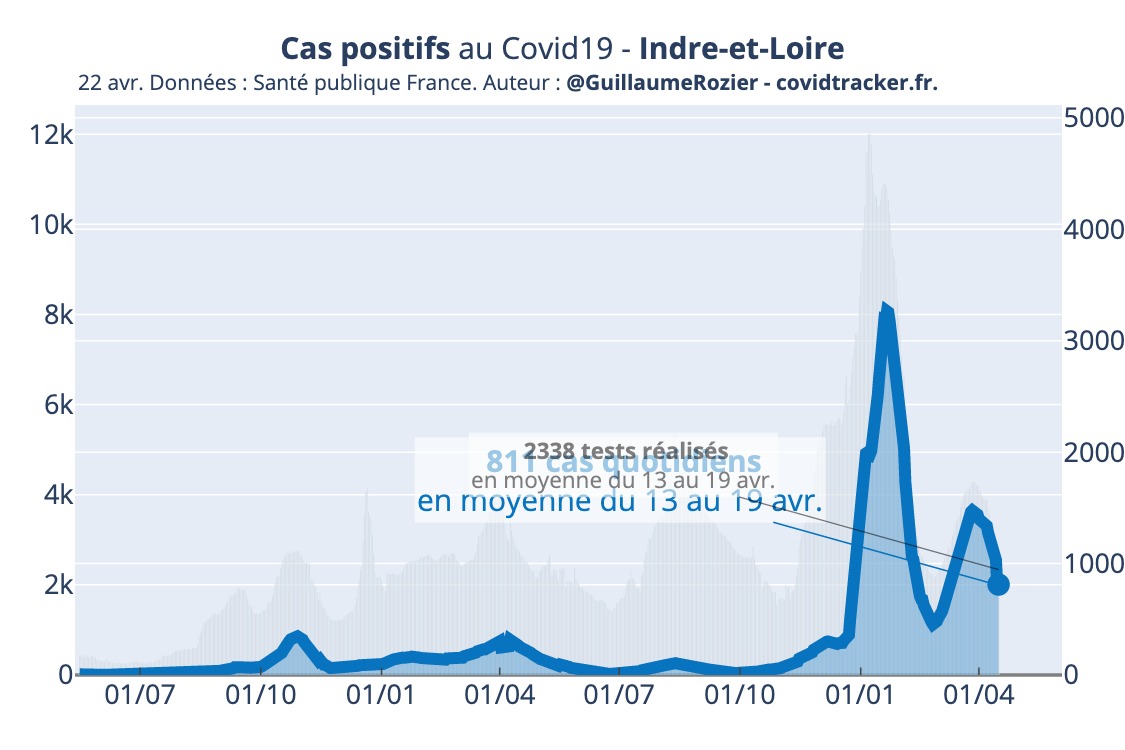 Cas positifs au Covid19 - Indre-et-Loire
22 avr. Données : Santé publique France. Auteur : @GuillaumeRozier - covidtracker.fr.
12k
10k
8k
6k
4k
2k
0
5000
4000
3000
2000
1000
0
2338 tests réalisés
811 cas quotidiens
en moyenne du 13 au 19 avr.
en moyenne du 13 au 19 avr.
01/07 01/10 01/01 01/04 01/07 01/10 01/01 01/04